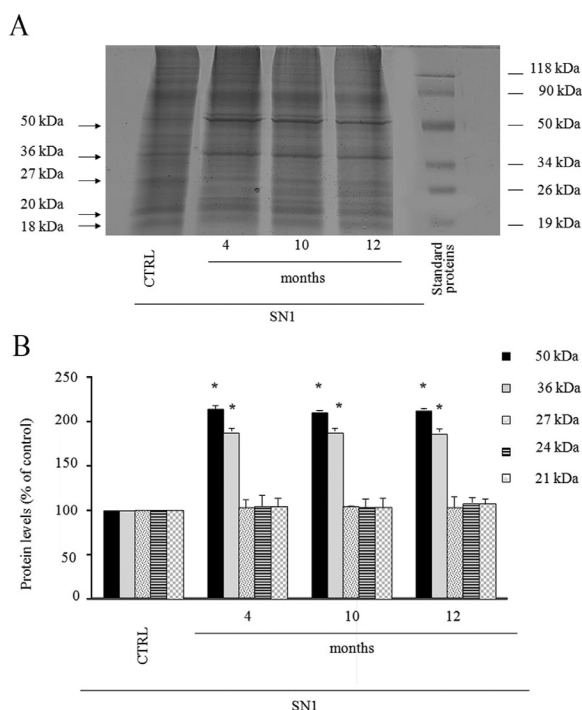 A
50 kDa
36 kDa
27 kDa
20 kDa
18 kDa
118 kDa
90 kDa
50 kDa
34 kDa
26 kDa
19 kDa
CTRL
4 10 12
months
Standard
proteins
SN1
B
50 kDa
36 kDa
27 kDa
24 kDa
21 kDa
Protein levels (% of control)
250
200
150
100
50
0
* * * * * *
CTRL
4 10 12
months
SN1